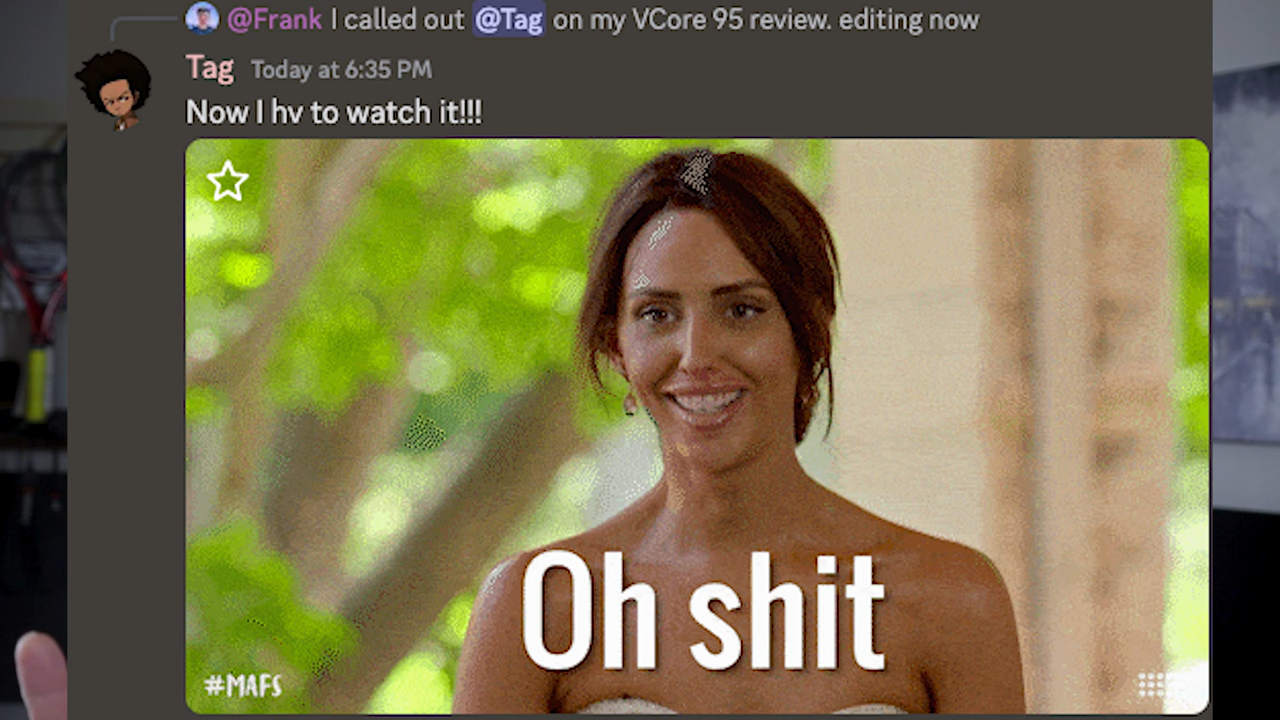 @Frank I called out @Tag on my VCore 95 review. editing now
Tag Today at 6:35 PM
Now I hv to watch it!!!
Oh shit
#MAFS